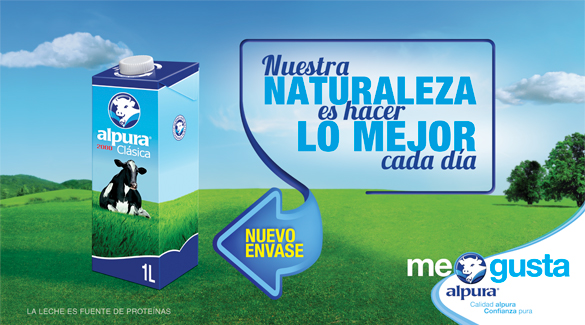 Nuestra
NATURALEZA
es hacer
LO MEJOR
cada día
alpura®
2000® Clásica
1L
NUEVO
ENVASE
me gusta
alpura®
Calidad alpura
Confianza pura
LA LECHE ES FUENTE DE PROTEÍNAS